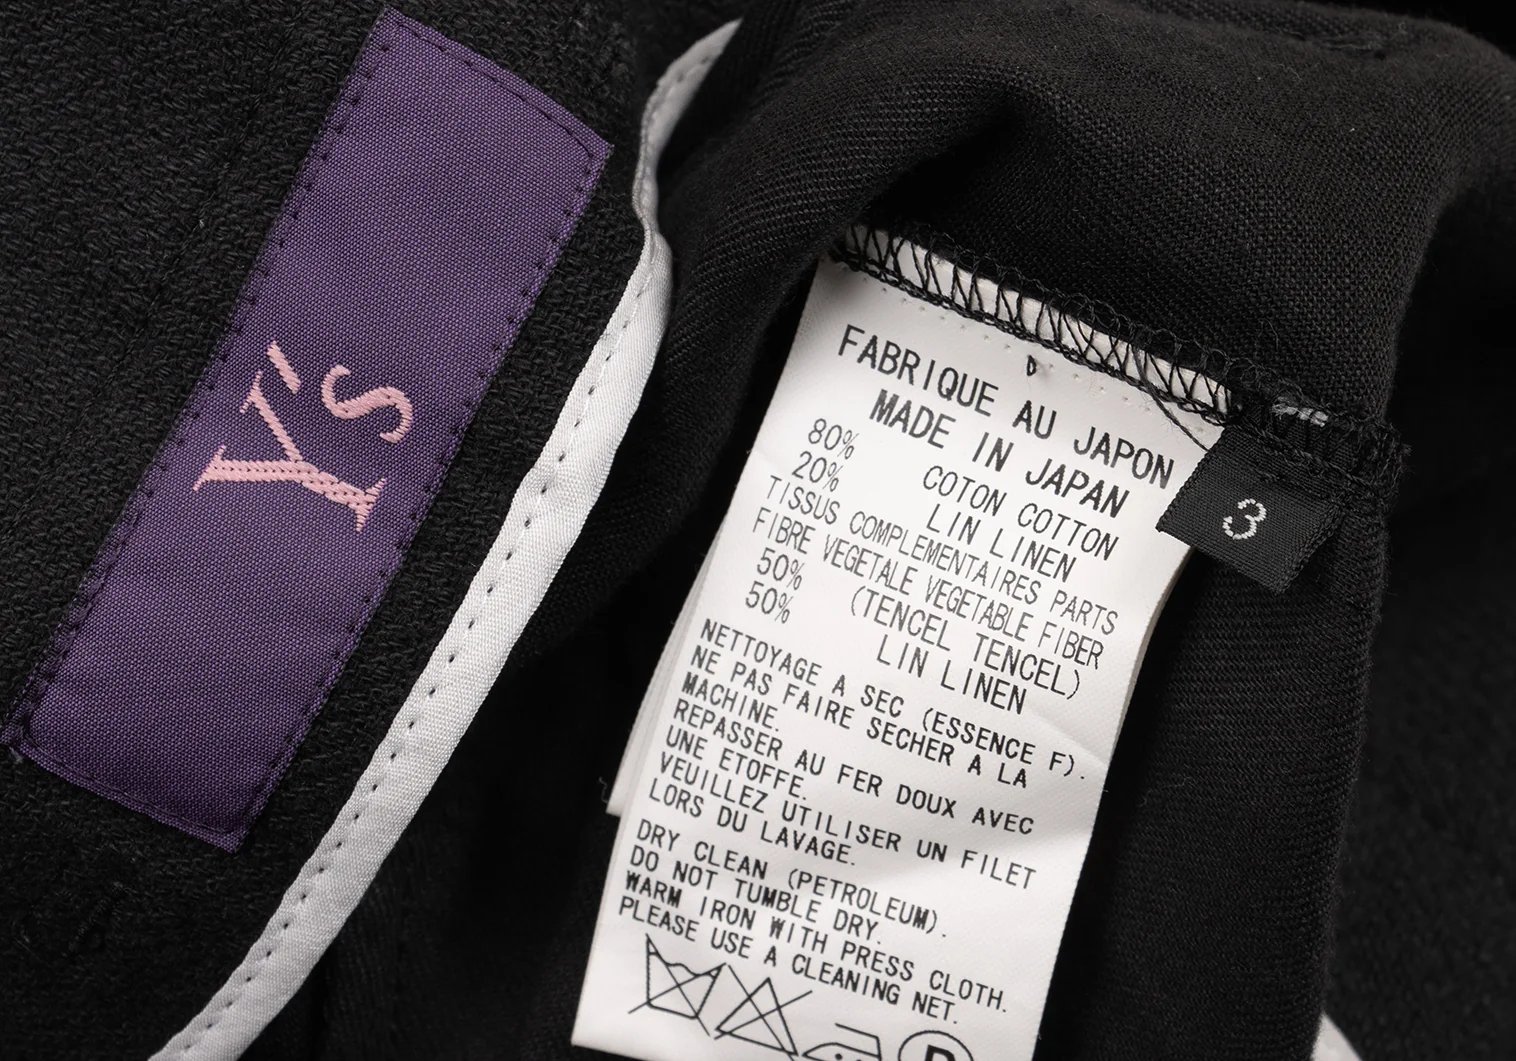 Y's
FABRIQUE AU JAPON
MADE IN JAPAN
80% COTON COTTON
20% LIN LINEN
TISSUS COMPLEMENTAIRES PARTS
FIBRE VEGETALE VEGETABLE FIBER
50% (TENCEL TENCEL)
50% LIN LINEN
NETTOYAGE A SEC (ESSENCE F).
NE PAS FAIRE SECHER A LA
MACHINE.
REPASSER AU FER DOUX AVEC
UNE ETOFFE.
VEUILLEZ UTILISER UN FILET
LORS DU LAVAGE.
DRY CLEAN (PETROLEUM).
DO NOT TUMBLE DRY.
WARM IRON WITH PRESS CLOTH.
PLEASE USE A CLEANING NET.
3